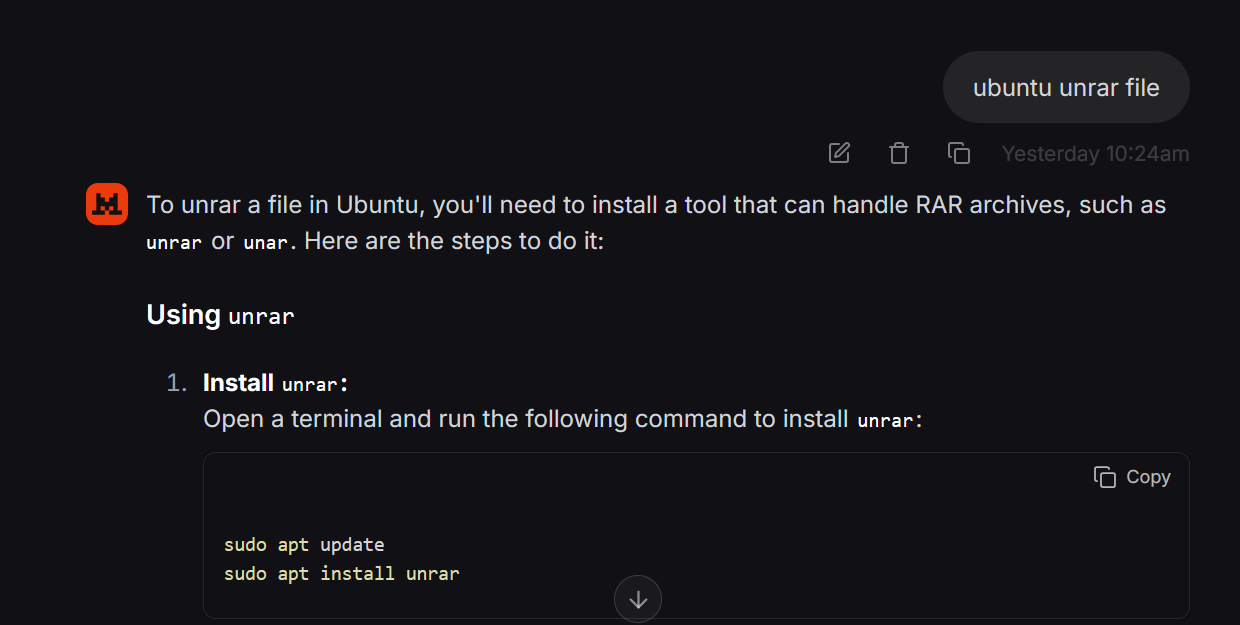 ubuntu unrar file
Yesterday 10:24am
To unrar a file in Ubuntu, you'll need to install a tool that can handle RAR archives, such as
unrar or unar. Here are the steps to do it:
Using unrar
1. Install unrar:
Open a terminal and run the following command to install unrar:
Copy
sudo apt update
sudo apt install unrar